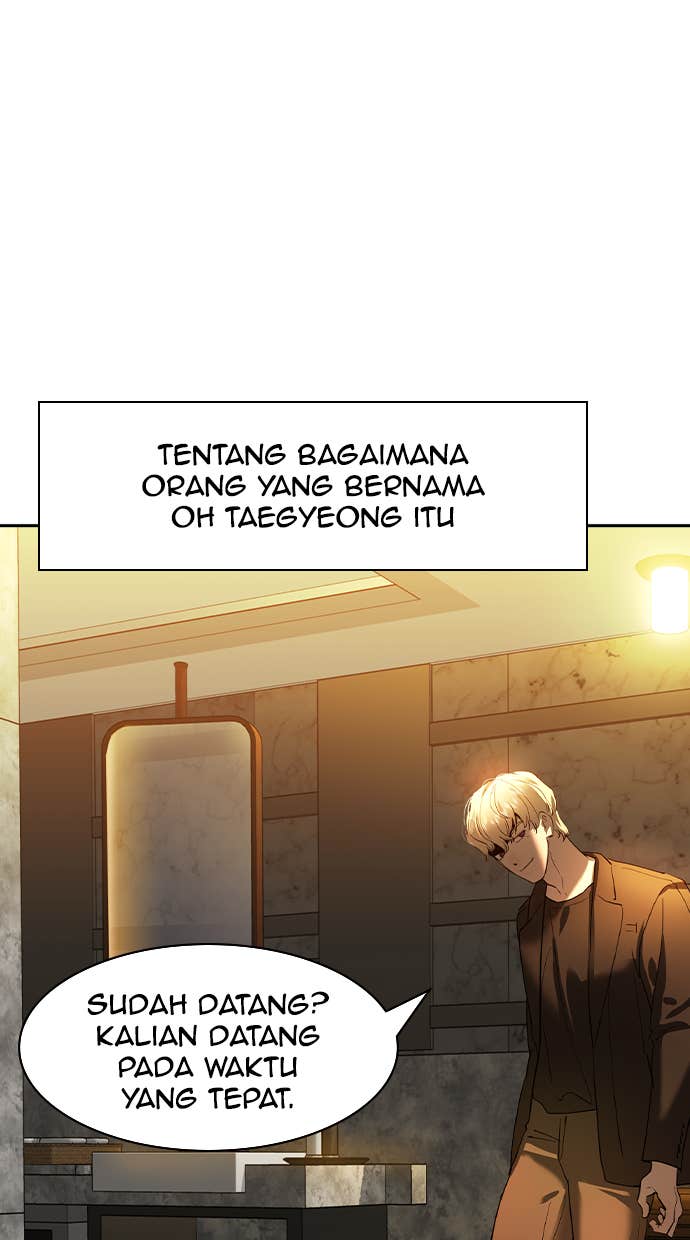 TENTANG BAGAIMANA
ORANG YANG BERNAMA
OH TAEGYEONG ITU
SUDAH DATANG?
KALIAN DATANG
PADA WAKTU
YANG TEPAT.